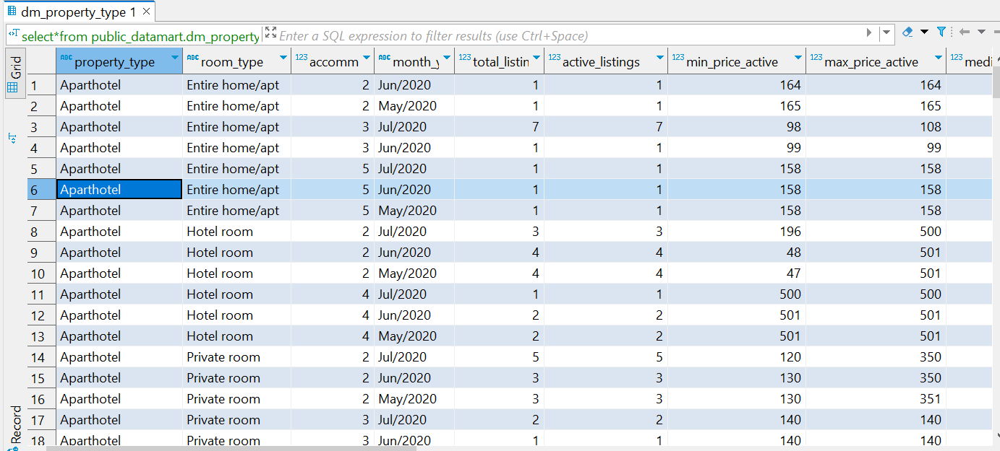 dm_property_type 1
select*from public_datamart.dm_property Enter a SQL expression to filter results (use Ctrl+Space)
Grid
ABC property_type ABC room_type 123 accomm ABC month_y 123 total_listin 123 active_listings 123 min_price_active 123 max_price_active 123 medi
1 Aparthotel Entire home/apt 2 Jun/2020 1 1 164 164
2 Aparthotel Entire home/apt 2 May/2020 1 1 165 165
3 Aparthotel Entire home/apt 3 Jul/2020 7 7 98 108
4 Aparthotel Entire home/apt 3 Jun/2020 1 1 99 99
5 Aparthotel Entire home/apt 5 Jul/2020 1 1 158 158
6 Aparthotel Entire home/apt 5 Jun/2020 1 1 158 158
7 Aparthotel Entire home/apt 5 May/2020 1 1 158 158
8 Aparthotel Hotel room 2 Jul/2020 3 3 196 500
9 Aparthotel Hotel room 2 Jun/2020 4 4 48 501
10 Aparthotel Hotel room 2 May/2020 4 4 47 501
11 Aparthotel Hotel room 4 Jul/2020 1 1 500 500
12 Aparthotel Hotel room 4 Jun/2020 2 2 501 501
13 Aparthotel Hotel room 4 May/2020 2 2 501 501
14 Aparthotel Private room 2 Jul/2020 5 5 120 350
15 Aparthotel Private room 2 Jun/2020 3 3 130 350
16 Aparthotel Private room 2 May/2020 3 3 130 351
17 Aparthotel Private room 3 Jul/2020 2 2 140 140
18 Aparthotel Private room 3 Jun/2020 1 1 140 140
Record